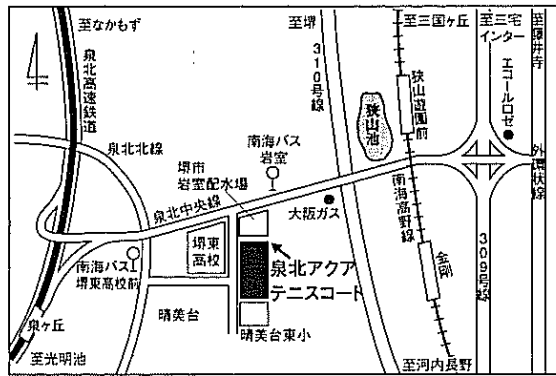 至なかもず
至堺
至三国ヶ丘
至三宅
インター
至藤井寺
泉北高速鉄道
310号線
狭山遊園前
エコールロゼ
狭山池
泉北北線
南海バス
岩室
堺市
岩室配水場
外環状線
泉北中央線
大阪ガス
南海高野線
堺東
高校
南海バス
堺東高校前
泉北アクア
テニスコート
金剛
309号線
泉ヶ丘
晴美台
晴美台東小
至光明池
至河内長野